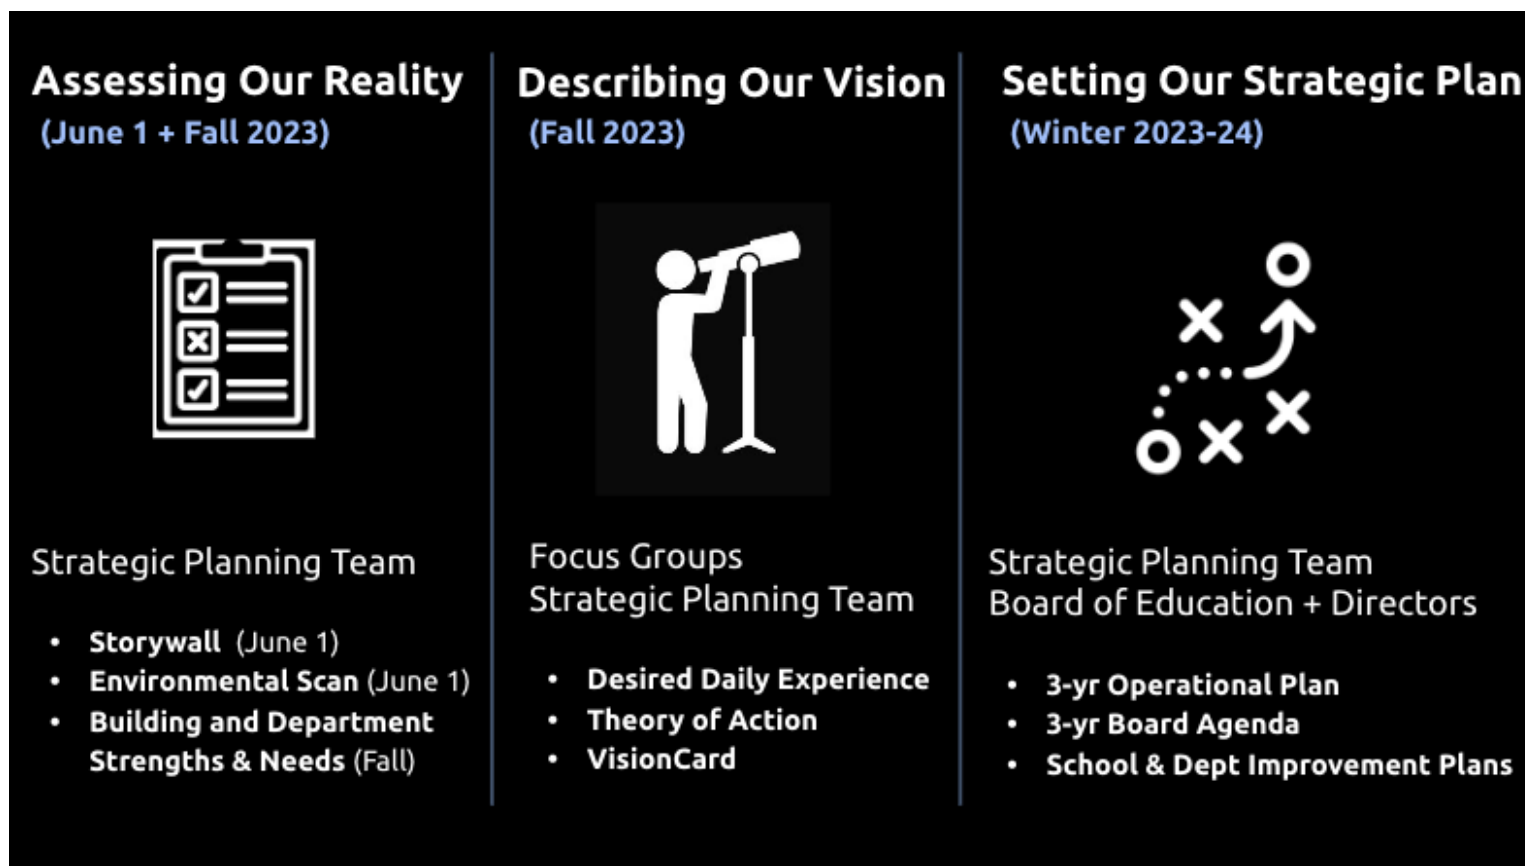 Assessing Our Reality
(June 1 + Fall 2023)
Strategic Planning Team
• Storywall (June 1)
• Environmental Scan (June 1)
• Building and Department
Strengths & Needs (Fall)
Describing Our Vision
(Fall 2023)
Focus Groups
Strategic Planning Team
• Desired Daily Experience
• Theory of Action
• VisionCard
Setting Our Strategic Plan
(Winter 2023-24)
Strategic Planning Team
Board of Education + Directors
• 3-yr Operational Plan
• 3-yr Board Agenda
• School & Dept Improvement Plans